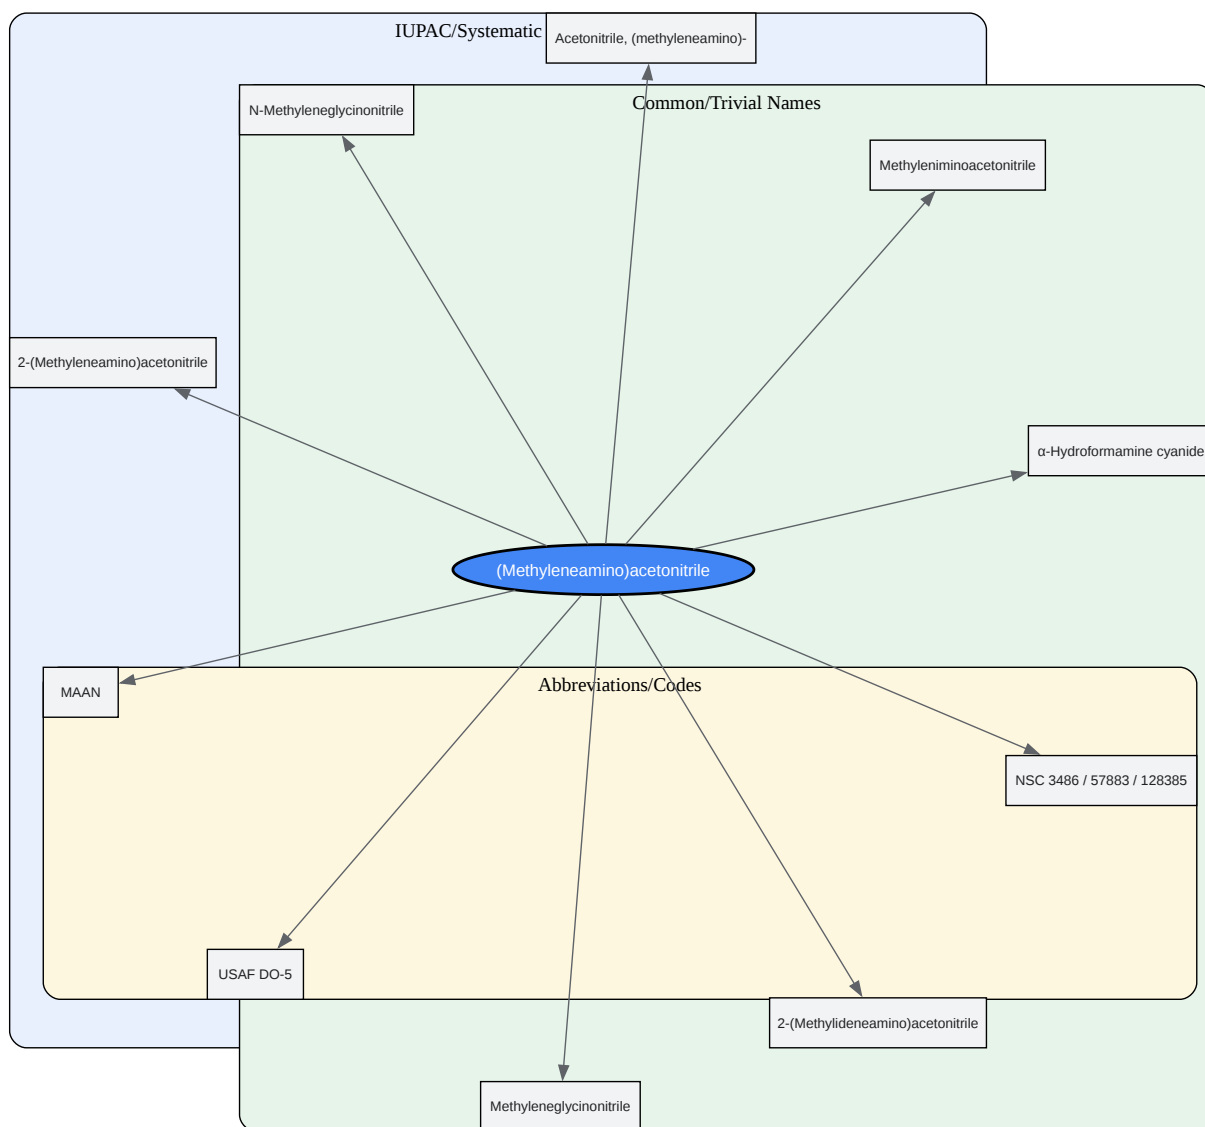 IUPAC/Systematic
Acetonitrile, (methyleneamino)-
Common/Trivial Names
N-Methyleneglycinonitrile
Methyleniminoacetonitrile
2-(Methyleneamino)acetonitrile
α-Hydroformamine cyanide
(Methyleneamino)acetonitrile
Abbreviations/Codes
MAAN
NSC 3486 / 57883 / 128385
USAF DO-5
2-(Methylideneamino)acetonitrile
Methyleneglycinonitrile